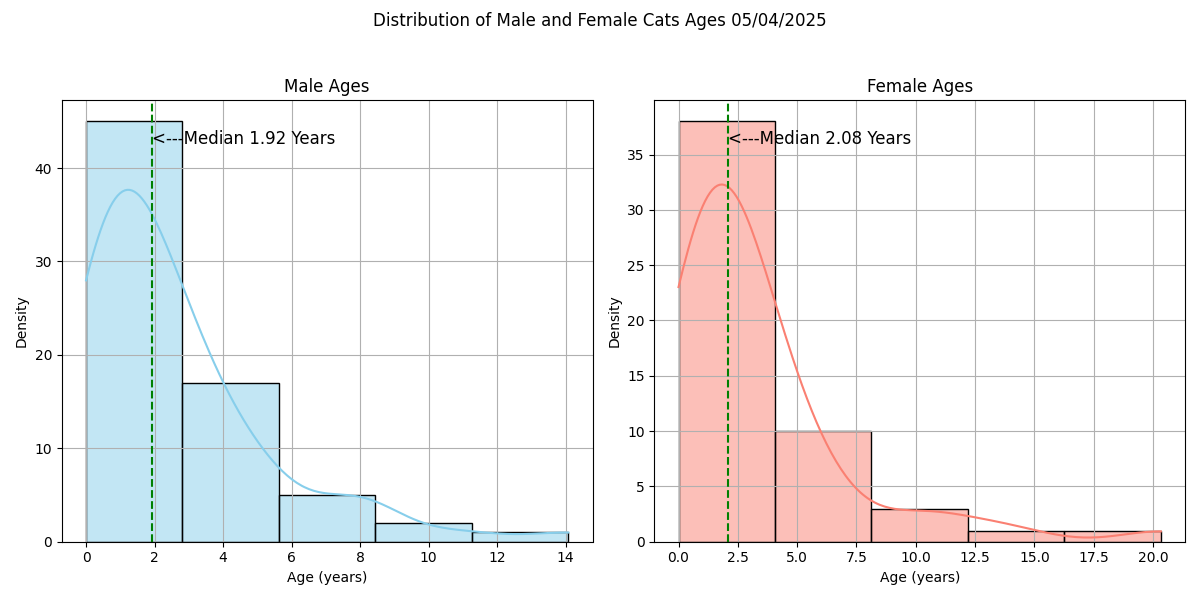 Distribution of Male and Female Cats Ages 05/04/2025
Male Ages
<---Median 1.92 Years
Density
40
30
20
10
0
0 2 4 6 8 10 12 14
Age (years)
Female Ages
<---Median 2.08 Years
Density
35
30
25
20
15
10
5
0
0.0 2.5 5.0 7.5 10.0 12.5 15.0 17.5 20.0
Age (years)